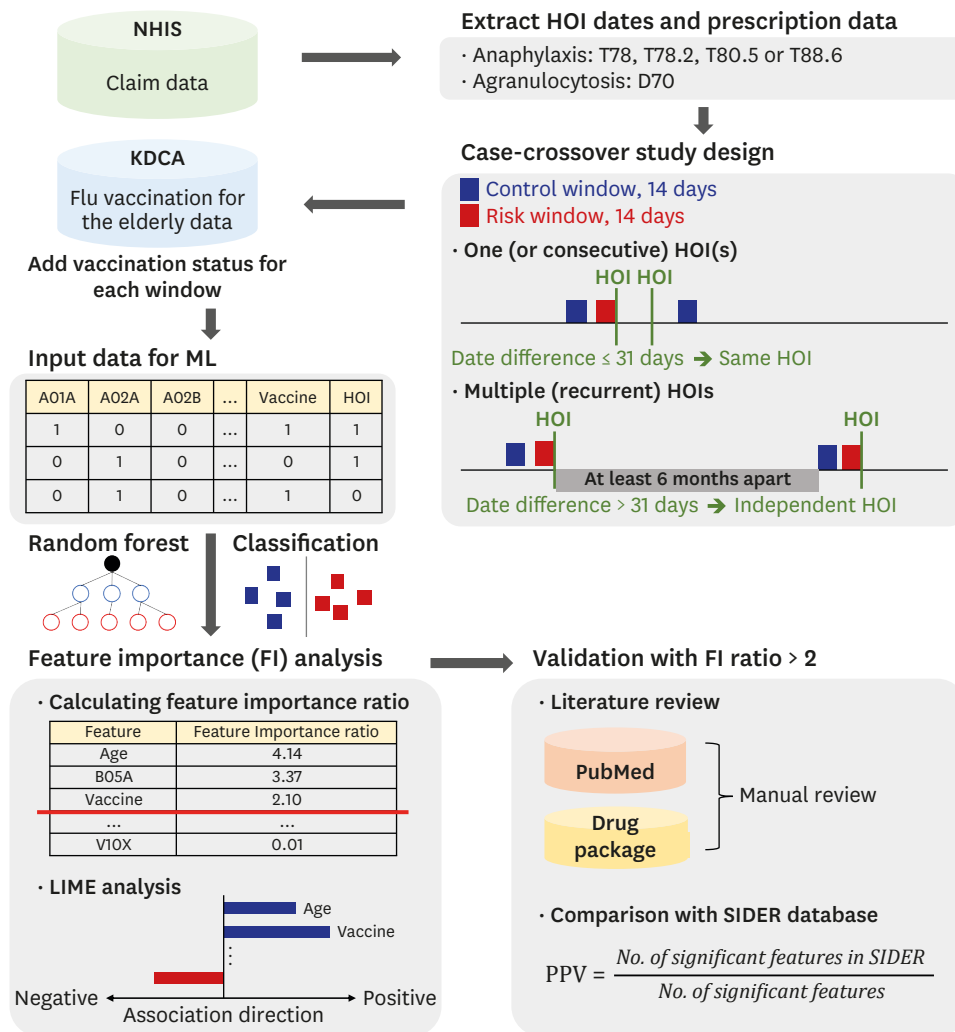 NHIS
Claim data
Extract HOI dates and prescription data
· Anaphylaxis: T78, T78.2, T80.5 or T88.6
· Agranulocytosis: D70
KDCA
Flu vaccination for
the elderly data
Add vaccination status for
each window
Case-crossover study design
Control window, 14 days
Risk window, 14 days
· One (or consecutive) HOI(s)
HOI HOI
Date difference ≤ 31 days ➔ Same HOI
· Multiple (recurrent) HOIs
HOI HOI
At least 6 months apart
Date difference > 31 days ➔ Independent HOI
Input data for ML
A01A A02A A02B ... Vaccine HOI
1 0 0 ... 1 1
0 1 0 ... 0 1
0 1 0 ... 1 0
Random forest Classification
Feature importance (FI) analysis
· Calculating feature importance ratio
Feature Feature Importance ratio
Age 4.14
B05A 3.37
Vaccine 2.10
... ...
V10X 0.01
· LIME analysis
Age
Vaccine
⋮
Negative Positive
Association direction
Validation with FI ratio > 2
· Literature review
PubMed
Drug
package
Manual review
· Comparison with SIDER database
PPV = No. of significant features in SIDER
No. of significant features